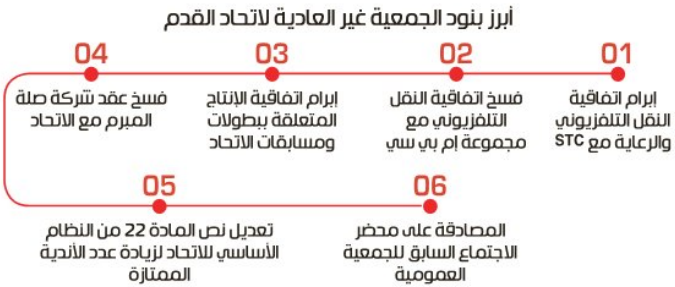 أبرز بنود الجمعية غير العادية لاتحاد القدم
01
إبرام اتفاقية
النقل التلفزيوني
والرعاية مع STC
02
فسخ اتفاقية النقل
التلفزيوني مع
مجموعة إم بي سي
03
إبرام اتفاقية الإنتاج
المتعلقة ببطولات
ومسابقات الاتحاد
04
فسخ عقد شركة صلة
المبرم مع الاتحاد
05
تعديل نص المادة 22 من النظام
الأساسي للاتحاد لزيادة عدد الأندية
الممتازة
06
المصادقة على محضر
الاجتماع السابق للجمعية
العمومية